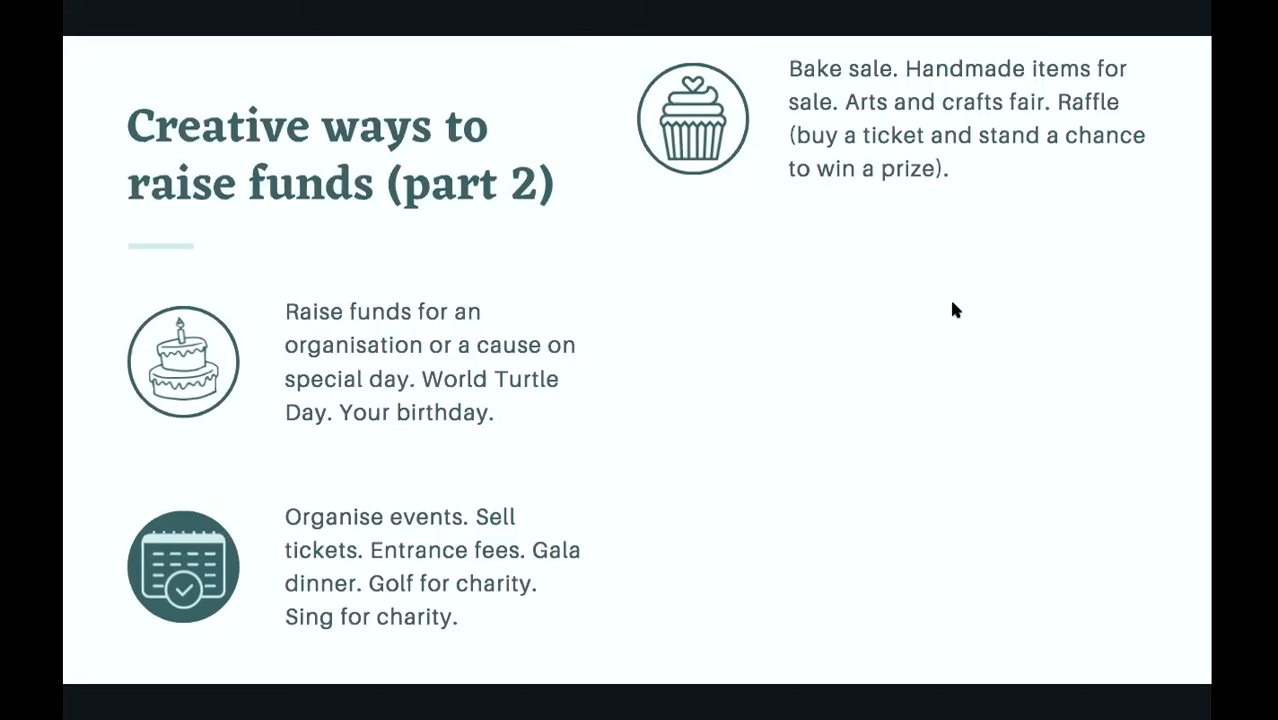 Creative ways to
raise funds (part 2)
Raise funds for an
organisation or a cause on
special day. World Turtle
Day. Your birthday.
Organise events. Sell
tickets. Entrance fees. Gala
dinner. Golf for charity.
Sing for charity.
Bake sale. Handmade items for
sale. Arts and crafts fair. Raffle
(buy a ticket and stand a chance
to win a prize).